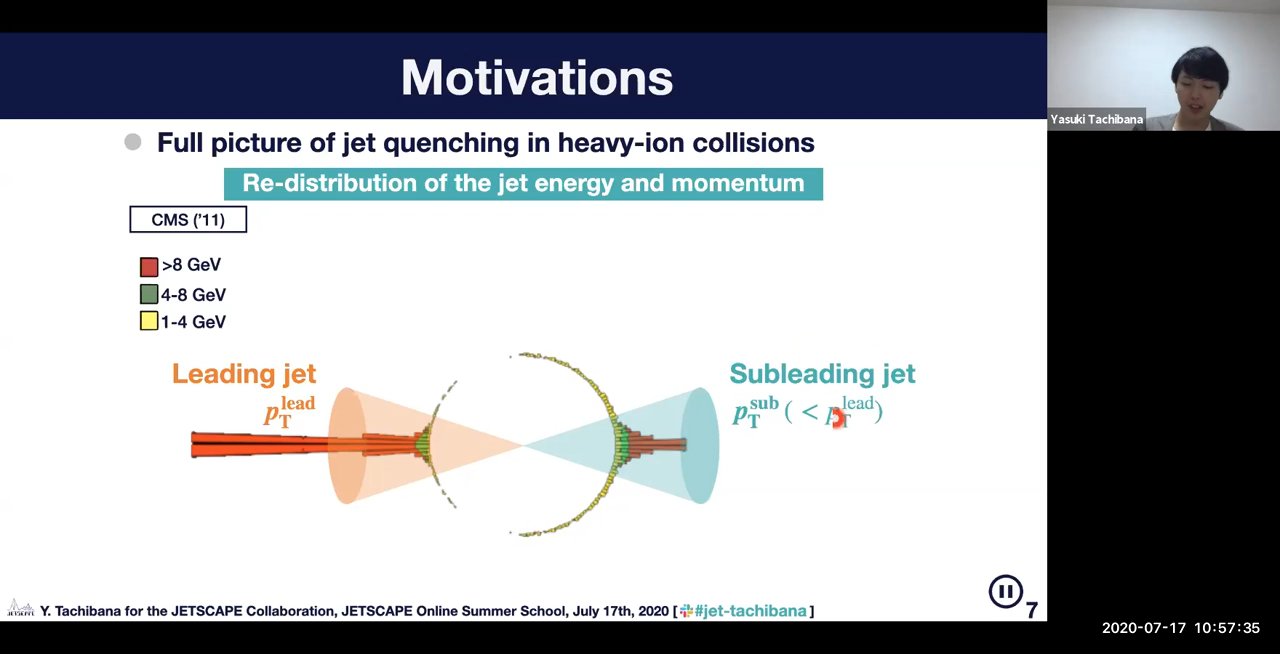 Motivations
Full picture of jet quenching in heavy-ion collisions
Re-distribution of the jet energy and momentum
CMS ('11)
>8 GeV
4-8 GeV
1-4 GeV
Leading jet
p_T^lead
Subleading jet
p_T^sub ( < p_T^lead)
Y. Tachibana for the JETSCAPE Collaboration, JETSCAPE Online Summer School, July 17th, 2020 [ #jet-tachibana ]
7
Yasuki Tachibana
2020-07-17 10:57:35